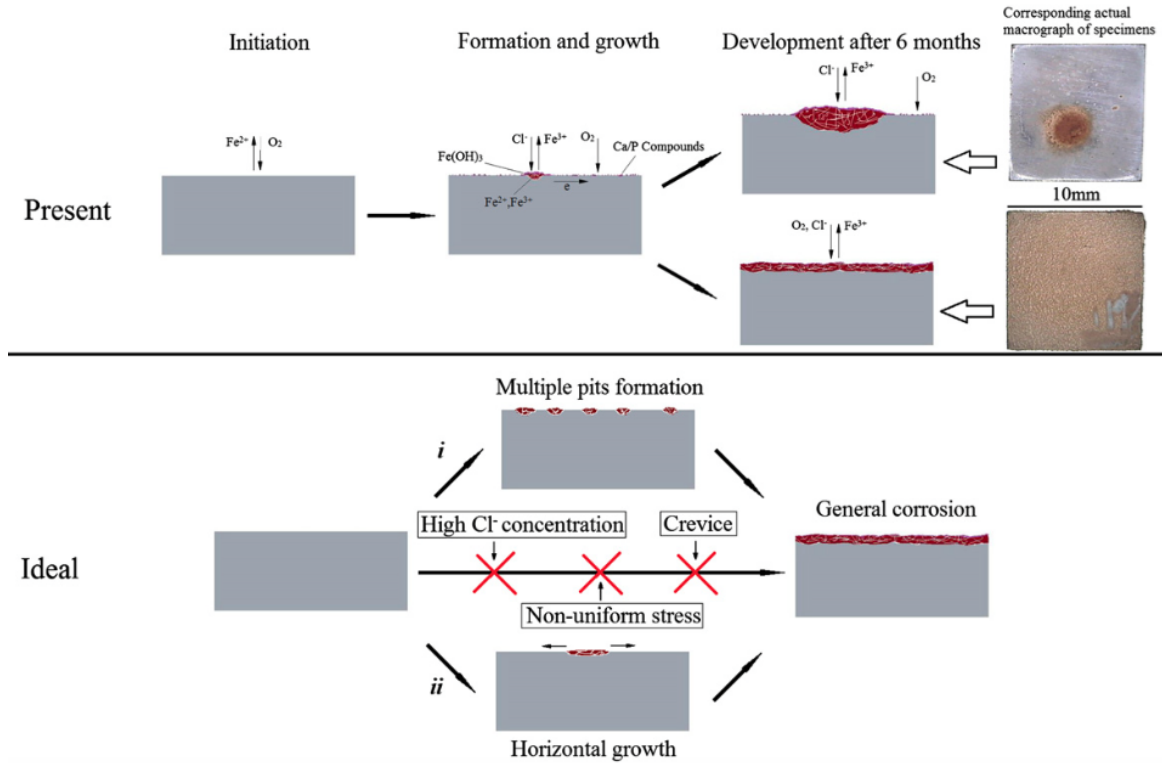 Corresponding actual
macrograph of specimens
Initiation
Formation and growth
Development after 6 months
Cl⁻
Fe³⁺
O₂
Fe²⁺
O₂
Cl⁻
Fe³⁺
O₂
Ca/P Compounds
Fe(OH)₃
e
Fe²⁺,Fe³⁺
Present
10mm
O₂, Cl⁻
Fe³⁺
Multiple pits formation
i
High Cl⁻ concentration
Crevice
General corrosion
Ideal
Non-uniform stress
ii
Horizontal growth